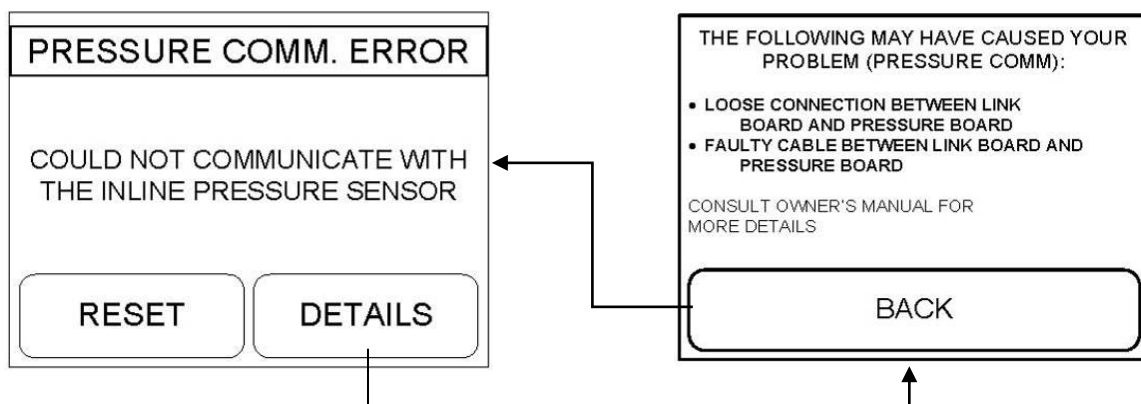 PRESSURE COMM. ERROR
COULD NOT COMMUNICATE WITH
THE INLINE PRESSURE SENSOR
RESET
DETAILS
THE FOLLOWING MAY HAVE CAUSED YOUR
PROBLEM (PRESSURE COMM):
• LOOSE CONNECTION BETWEEN LINK
BOARD AND PRESSURE BOARD
• FAULTY CABLE BETWEEN LINK BOARD AND
PRESSURE BOARD
CONSULT OWNER'S MANUAL FOR
MORE DETAILS
BACK